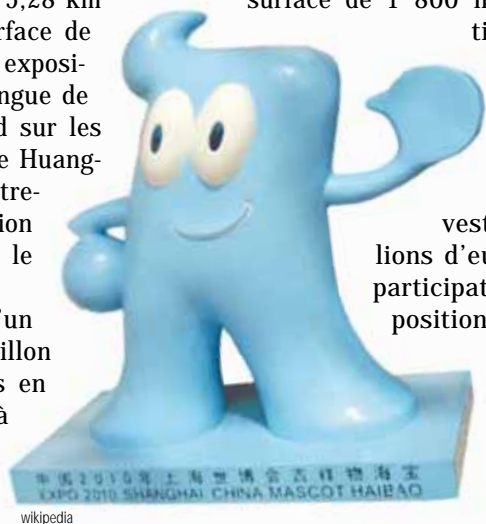 5,28 km
rface de
exposi-
ngue de
d sur les
e Huang-
tre-
ion
le
'un
illon
s en
à
surface de 1 800 m
ti
vest
lions d'eu
participat
position
中国2010年上海世博会吉祥物海宝
EXPO 2010 SHANGHAI CHINA MASCOT HAIBAO
wikipedia